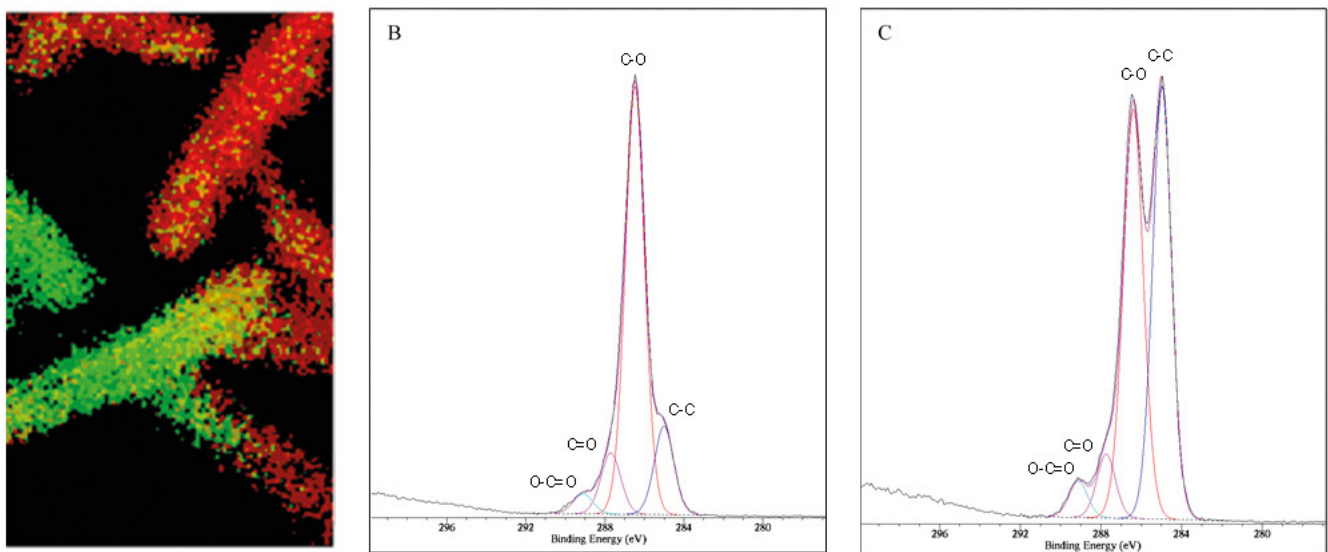 B
C-O
C-C
C=O
O-C=O
296
292
288
284
280
Binding Energy (eV)
C
C-C
C-O
C=O
O-C=O
296
292
288
284
280
Binding Energy (eV)